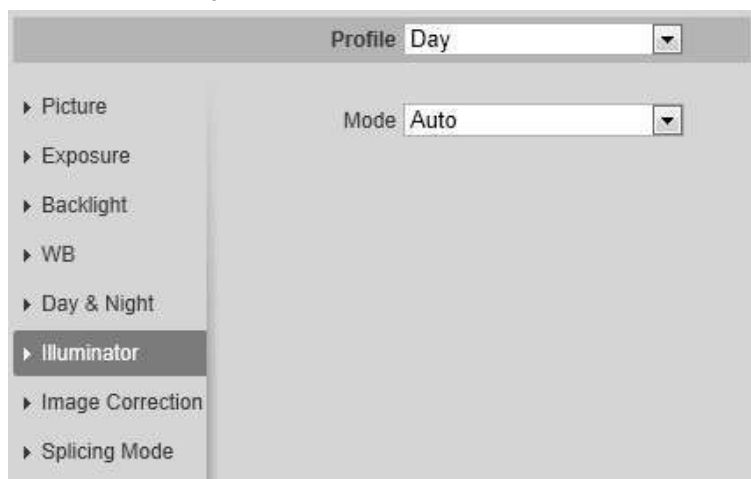 Profile Day
Picture
Mode Auto
Exposure
Backlight
WB
Day & Night
Illuminator
Image Correction
Splicing Mode